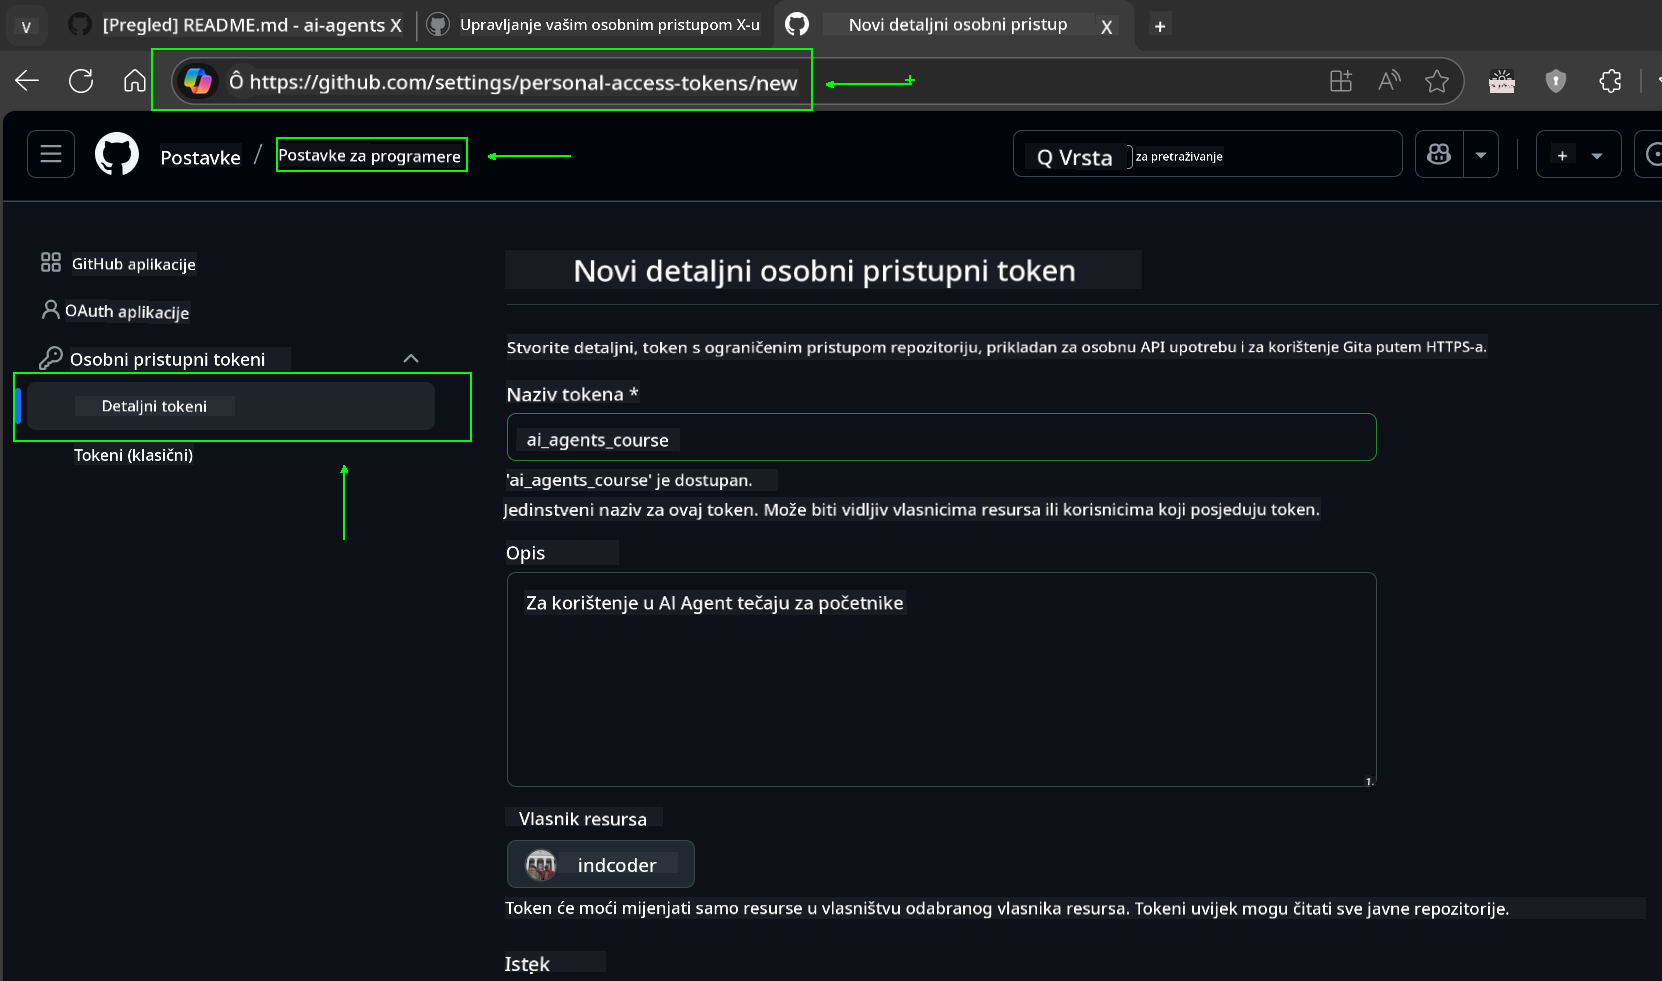 [Pregled] README.md - ai-agents X
Upravljanje vašim osobnim pristupom X-u
Novi detaljni osobni pristup X
+
Ô https://github.com/settings/personal-access-tokens/new
Postavke / Postavke za programere
Q Vrsta za pretraživanje
GitHub aplikacije
OAuth aplikacije
Osobni pristupni tokeni
Detaljni tokeni
Tokeni (klasični)
Novi detaljni osobni pristupni token
Stvorite detaljni, token s ograničenim pristupom repozitoriju, prikladan za osobnu API upotrebu i za korištenje Gita putem HTTPS-a.
Naziv tokena *
ai_agents_course
'ai_agents_course' je dostupan.
Jedinstveni naziv za ovaj token. Može biti vidljiv vlasnicima resursa ili korisnicima koji posjeduju token.
Opis
Za korištenje u AI Agent tečaju za početnike
Vlasnik resursa
indcoder
Token će moći mijenjati samo resurse u vlasništvu odabranog vlasnika resursa. Tokeni uvijek mogu čitati sve javne repozitorije.
Istek